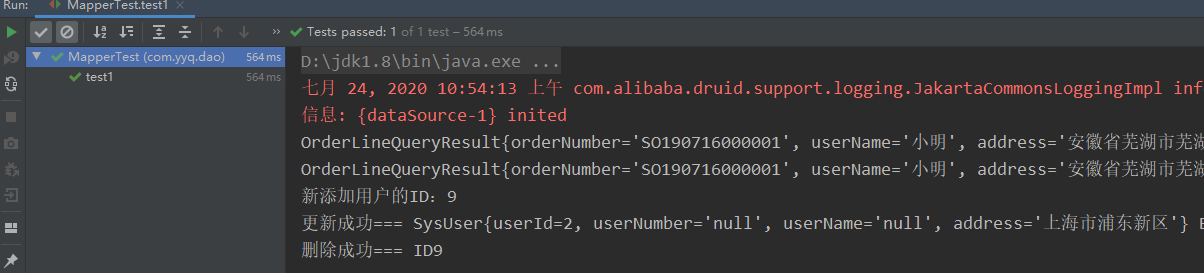 Run: MapperTest.test1 ×
Tests passed: 1 of 1 test – 564 ms
MapperTest (com.yyq.dao) 564 ms
test1 564 ms
D:\jdk1.8\bin\java.exe ...
七月 24, 2020 10:54:13 上午 com.alibaba.druid.support.logging.JakartaCommonsLoggingImpl inf
信息: {dataSource-1} inited
OrderLineQueryResult{orderNumber='SO190716000001', userName='小明', address='安徽省芜湖市芜湖
OrderLineQueryResult{orderNumber='SO190716000001', userName='小明', address='安徽省芜湖市芜湖
新添加用户的ID：9
更新成功=== SysUser{userId=2, userNumber='null', userName='null', address='上海市浦东新区'}
删除成功=== ID9